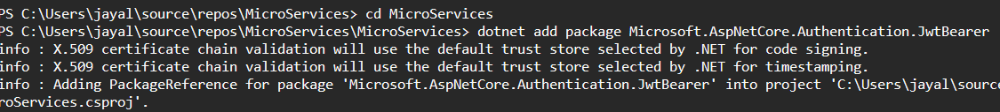 PS C:\Users\jayal\source\repos\MicroServices> cd MicroServices
PS C:\Users\jayal\source\repos\MicroServices\MicroServices> dotnet add package Microsoft.AspNetCore.Authentication.JwtBearer
info : X.509 certificate chain validation will use the default trust store selected by .NET for code signing.
info : X.509 certificate chain validation will use the default trust store selected by .NET for timestamping.
info : Adding PackageReference for package 'Microsoft.AspNetCore.Authentication.JwtBearer' into project 'C:\Users\jayal\source
roServices.csproj'.